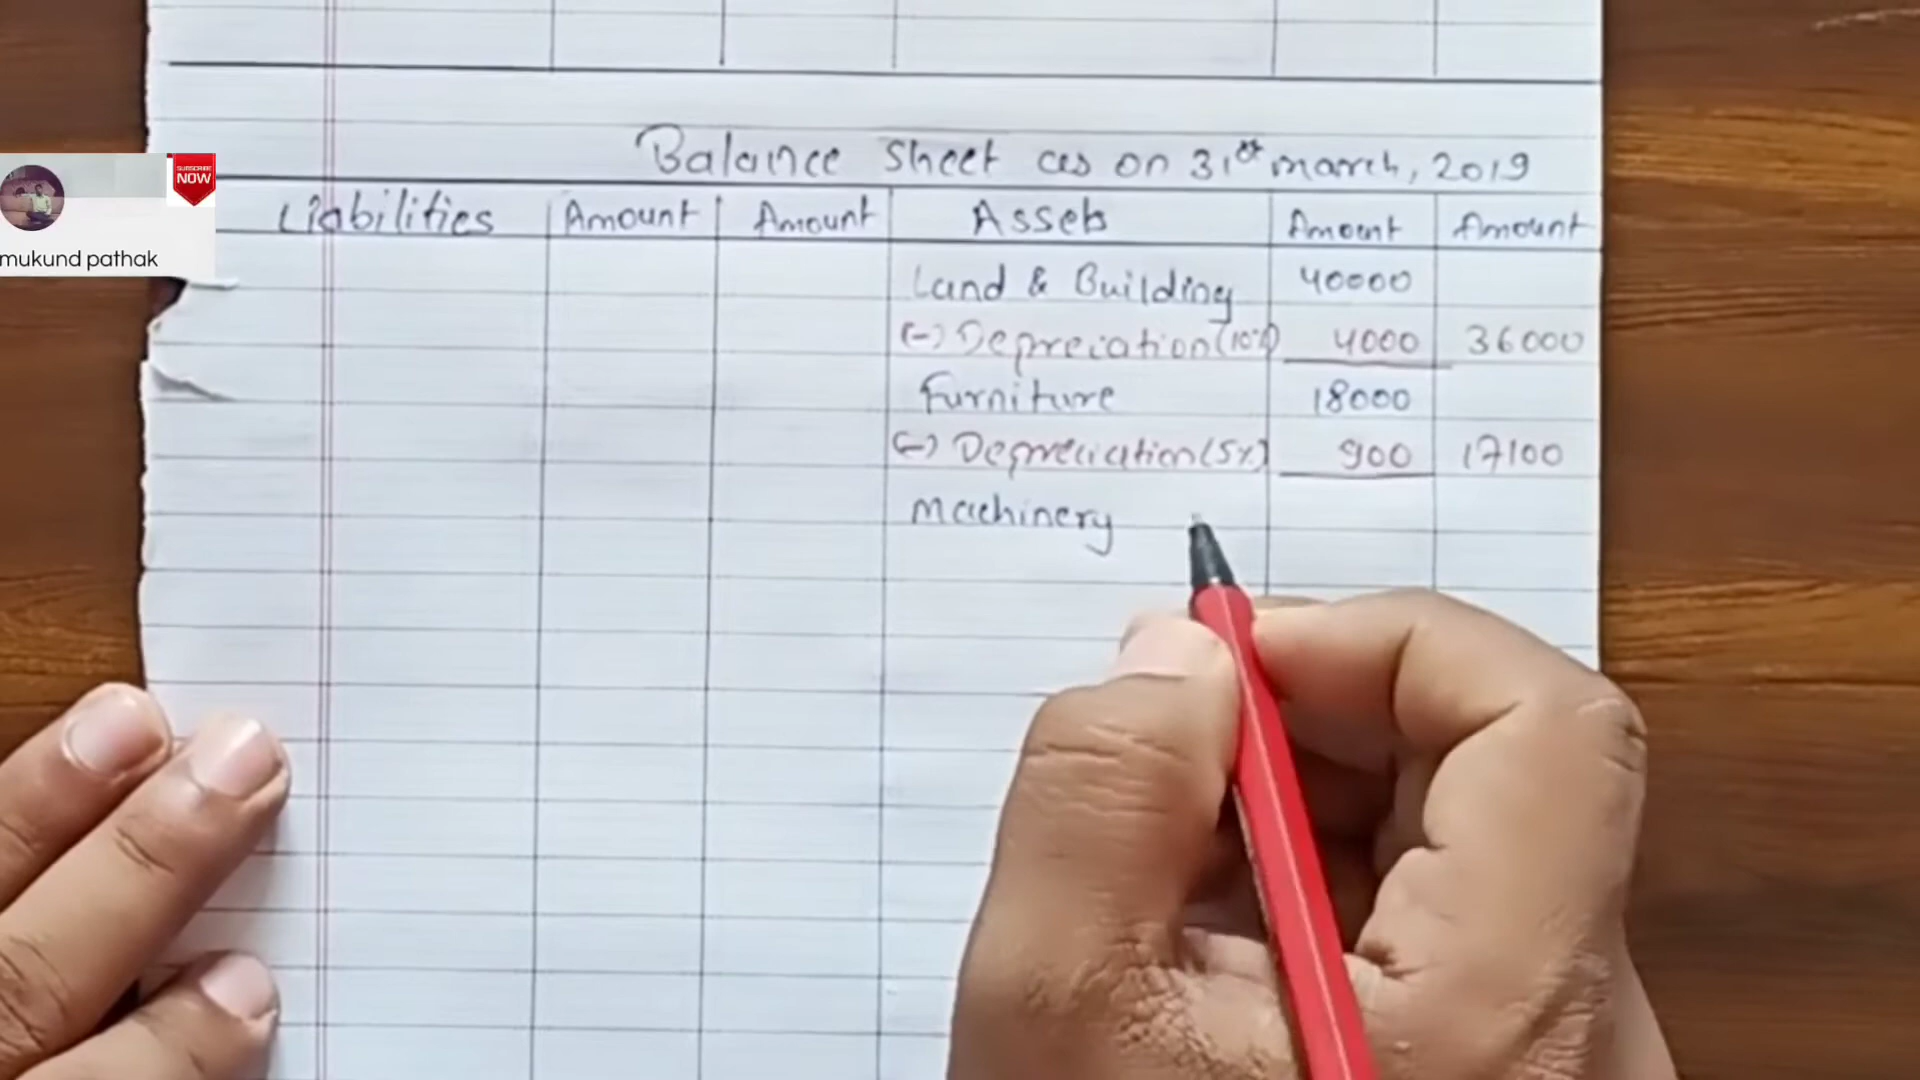 Balance Sheet as on 31st march, 2019
SUBSCRIBE
NOW
mukund pathak
Liabilities Amount Amount Assets Amount Amount
Land & Building 40000
(-) Depreciation (10%) 4000 36000
Furniture 18000
(-) Depreciation (5%) 900 17100
Machinery